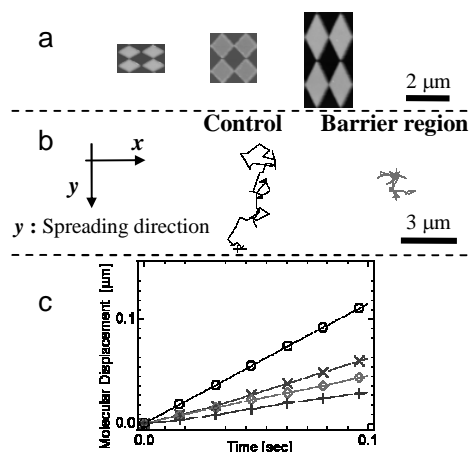 a
2 µm
Control Barrier region
b
x
y
y : Spreading direction
3 µm
c
Molecular Displacement [µm]
0.1
0.0
0.0 0.1
Time [sec]